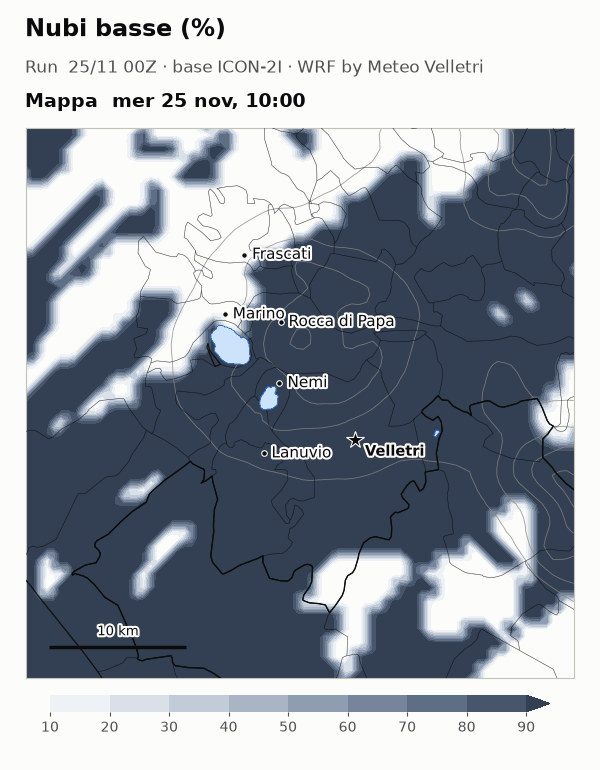 Nubi basse (%)
Run  25/11 00Z · base ICON-2I · WRF by Meteo Velletri
Mappa  mer 25 nov, 10:00
Frascati
Marino
Rocca di Papa
Nemi
Velletri
Lanuvio
10 km
10 20 30 40 50 60 70 80 90